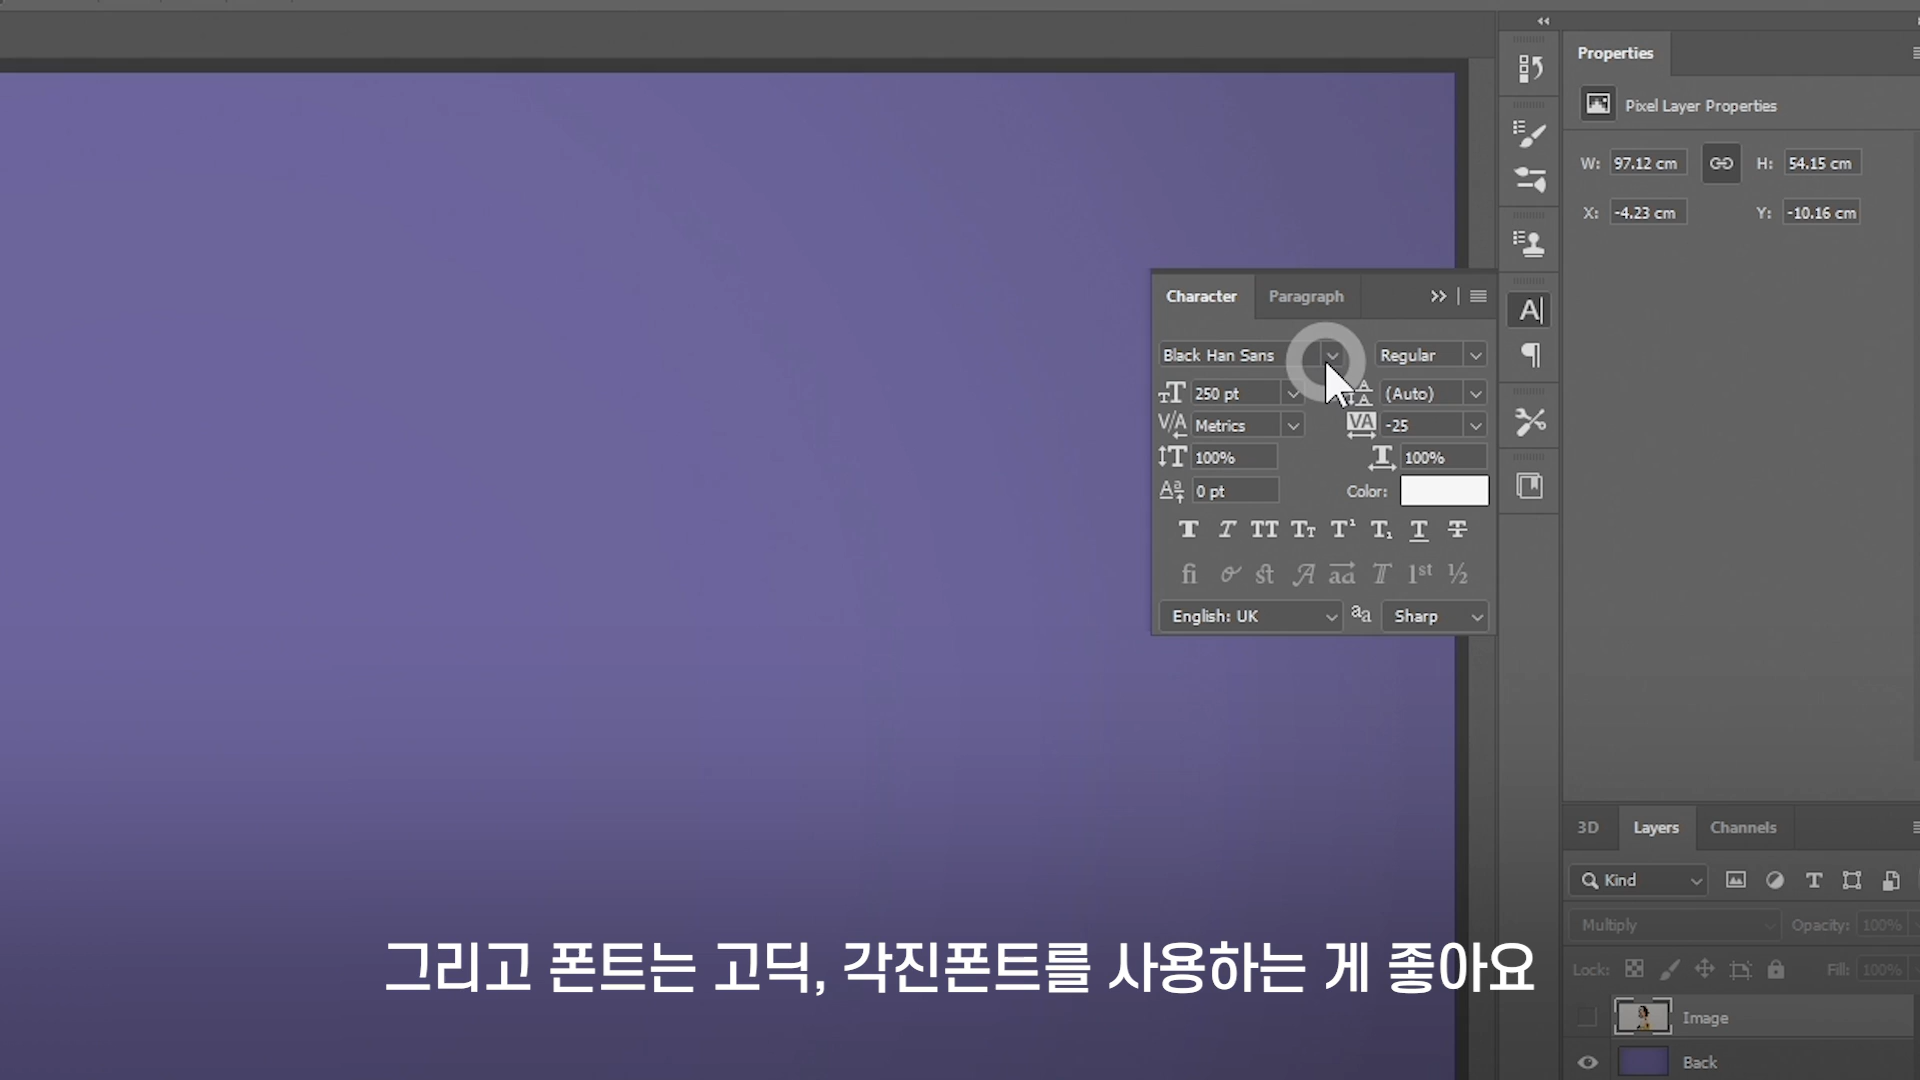 Properties
Pixel Layer Properties
W: 97.12 cm H: 54.15 cm
X: -4.23 cm Y: -10.16 cm
Character Paragraph
Black Han Sans Regular
250 pt (Auto)
Metrics -25
100% 100%
0 pt Color:
English: UK Sharp
3D Layers Channels
Kind
Multiply Opacity: 100%
Lock: Fill: 100%
Image
Back
그리고 폰트는 고딕, 각진폰트를 사용하는 게 좋아요